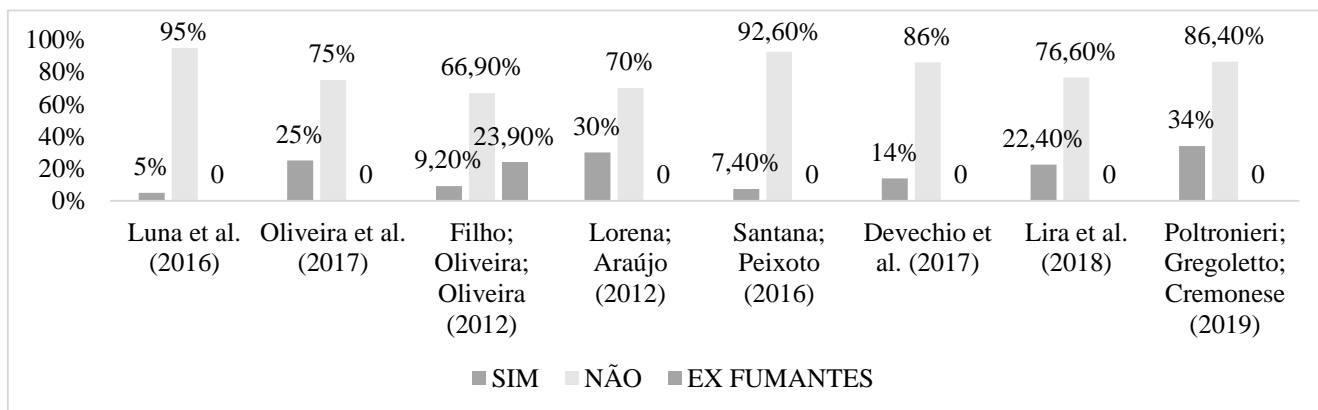 100%
80%
60%
40%
20%
0%
5%
95%
0
25%
75%
0
9,20%
66,90%
23,90%
30%
70%
0
7,40%
92,60%
0
14%
86%
0
22,40%
76,60%
0
34%
86,40%
0
Luna et al.
(2016)
Oliveira et al.
(2017)
Filho;
Oliveira;
Oliveira
(2012)
Lorena;
Araújo
(2012)
Santana;
Peixoto
(2016)
Devechio et
al. (2017)
Lira et al.
(2018)
Poltronieri;
Gregoletto;
Cremonese
(2019)
SIM NÃO EX FUMANTES